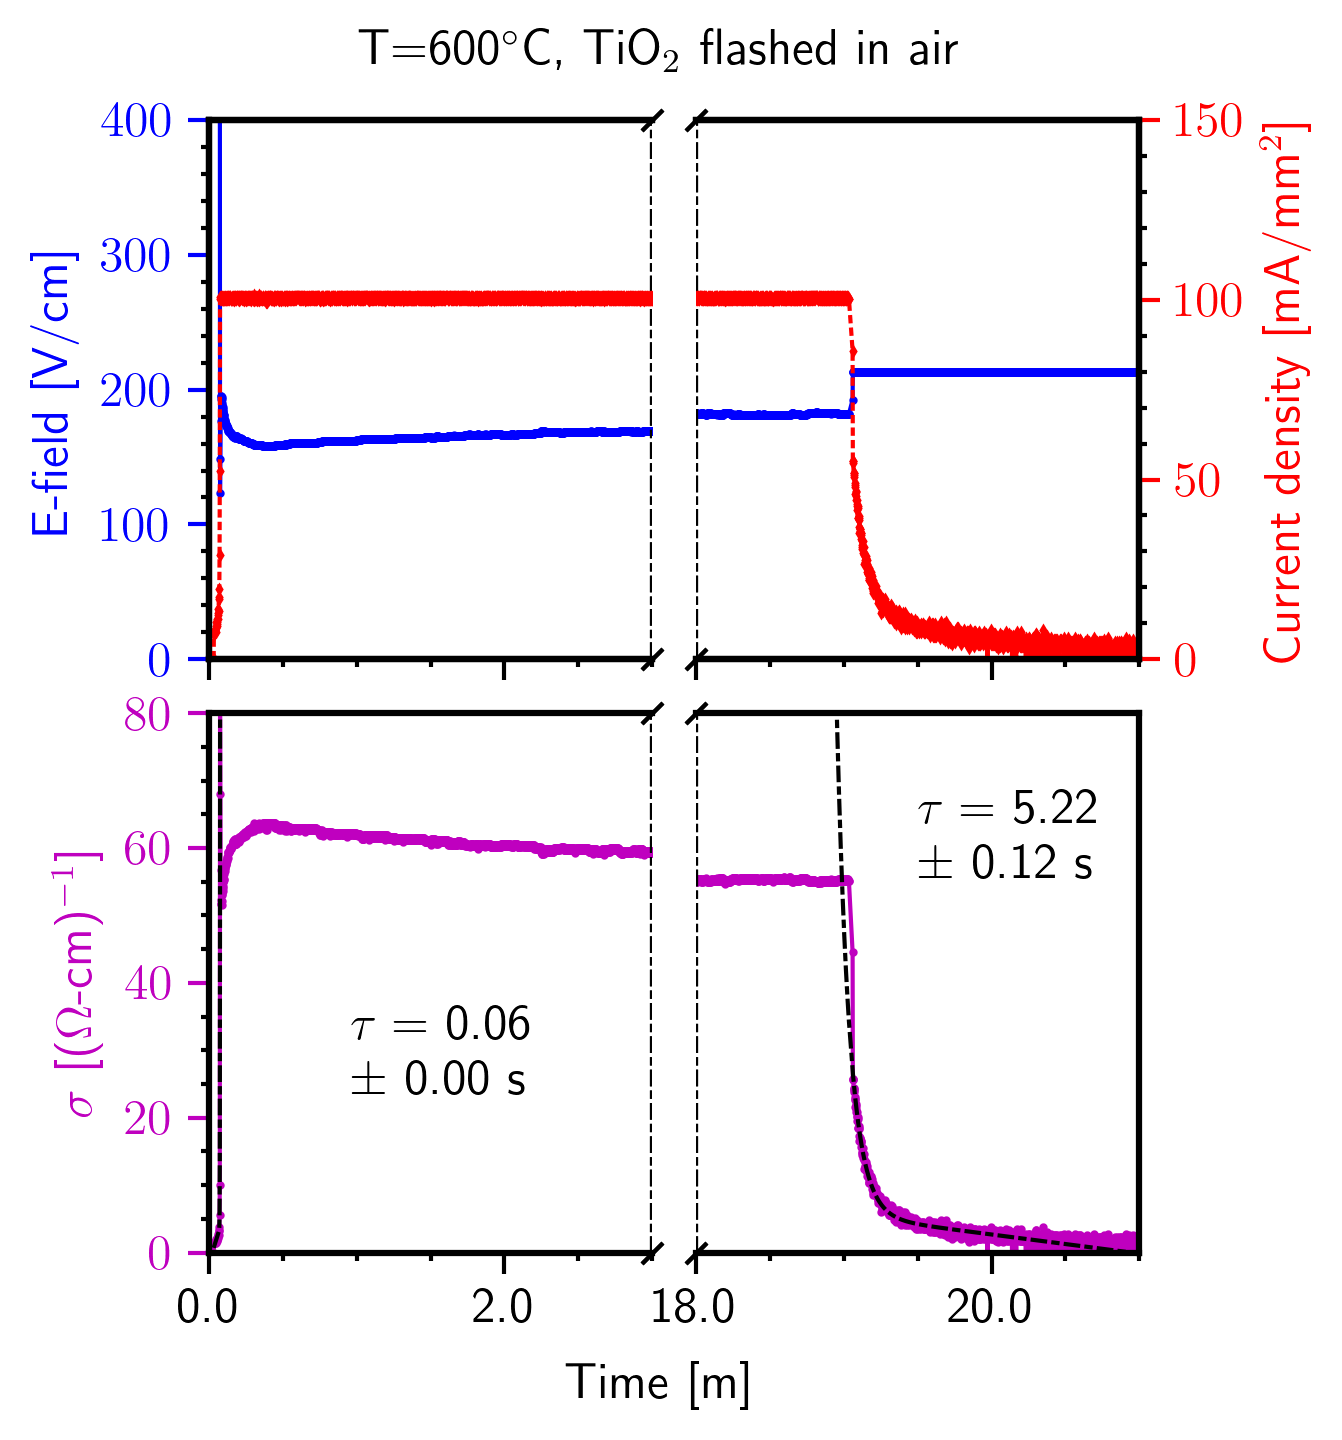 T=600°C, TiO₂ flashed in air
400
300
200
100
0
E-field [V/cm]
150
100
50
0
Current density [mA/mm²]
80
60
40
20
0
σ [(Ω-cm)⁻¹]
τ = 0.06
± 0.00 s
τ = 5.22
± 0.12 s
0.0 2.0 18.0 20.0
Time [m]